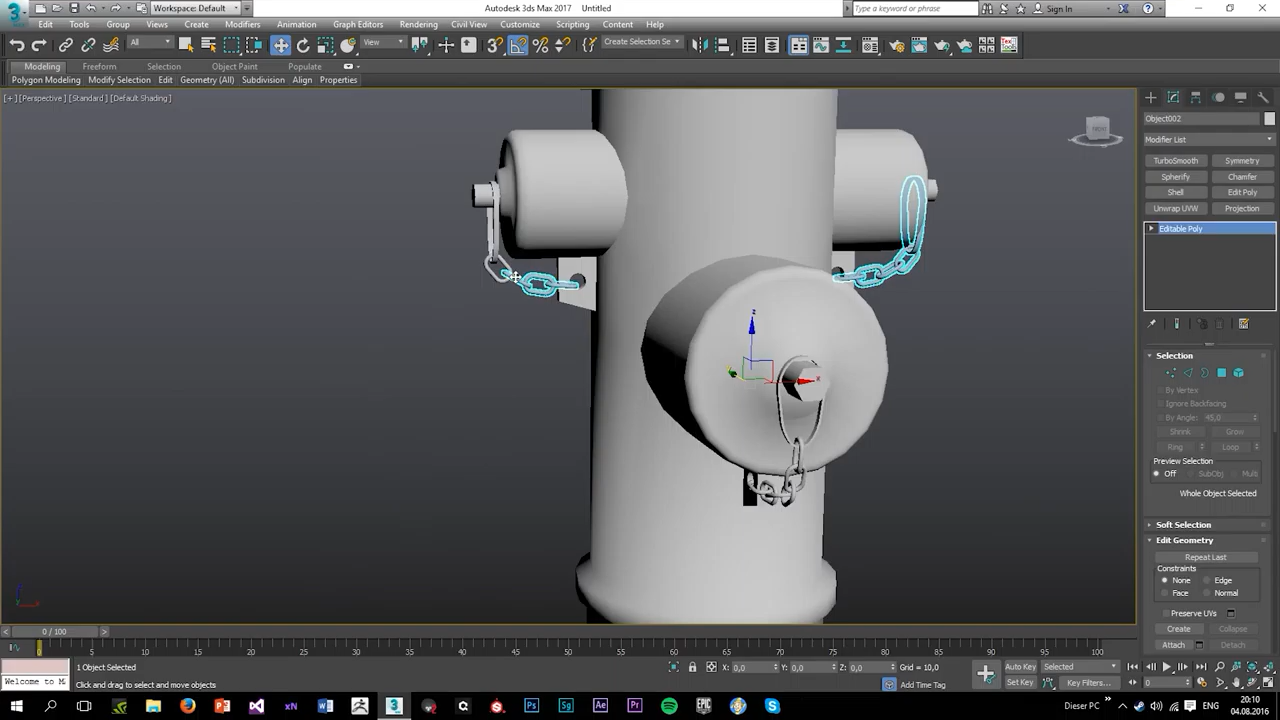 Autodesk 3ds Max 2017 Untitled
Workspace: Default
Type a keyword or phrase
Sign In
Edit Tools Group Views Create Modifiers Animation Graph Editors Rendering Civil View Customize Scripting Content Help
All
View
Create Selection Se
Modeling Freeform Selection Object Paint Populate
Polygon Modeling Modify Selection Edit Geometry (All) Subdivision Align Properties
[+] [Perspective] [Standard] [Default Shading]
FRONT
z
x
Object002
Modifier List
TurboSmooth Symmetry
Spherify Chamfer
Shell Edit Poly
Unwrap UVW Projection
Editable Poly
Selection
By Vertex
Ignore Backfacing
By Angle: 45,0
Shrink Grow
Ring Loop
Preview Selection
Off SubObj Multi
Whole Object Selected
Soft Selection
Edit Geometry
Repeat Last
Constraints
None Edge
Face Normal
Preserve UVs
Create Collapse
Attach
0 / 100
0 5 10 15 20 25 30 35 40 45 50 55 60 65 70 75 80 85 90 95 100
1 Object Selected
X: 0,0 Y: 0,0 Z: 0,0 Grid = 10,0
Auto Key Selected
Welcome to M
Click and drag to select and move objects
Add Time Tag
Set Key Key Filters...
0
Dieser PC
ENG
20:10
04.08.2016